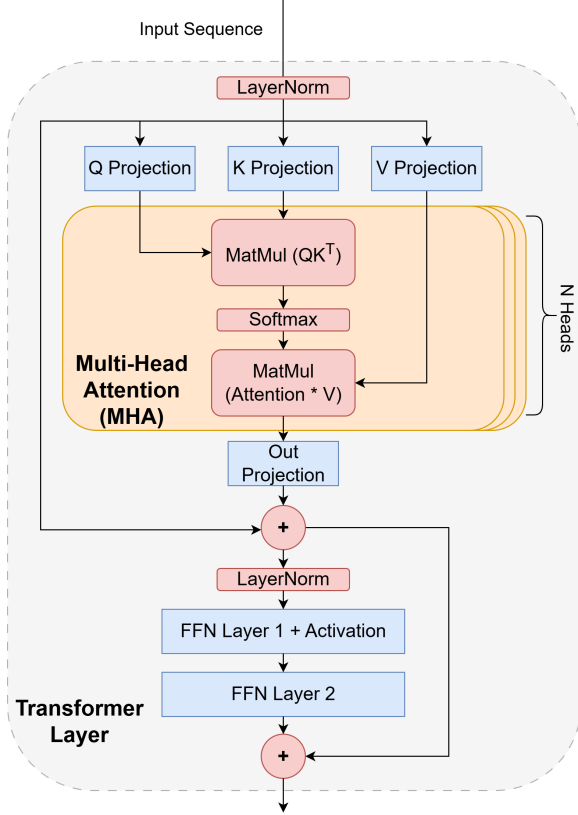 Input Sequence
LayerNorm
Q Projection
K Projection
V Projection
MatMul (QKᵀ)
Softmax
MatMul
(Attention * V)
Multi-Head
Attention
(MHA)
N Heads
Out
Projection
+
LayerNorm
FFN Layer 1 + Activation
FFN Layer 2
Transformer
Layer
+